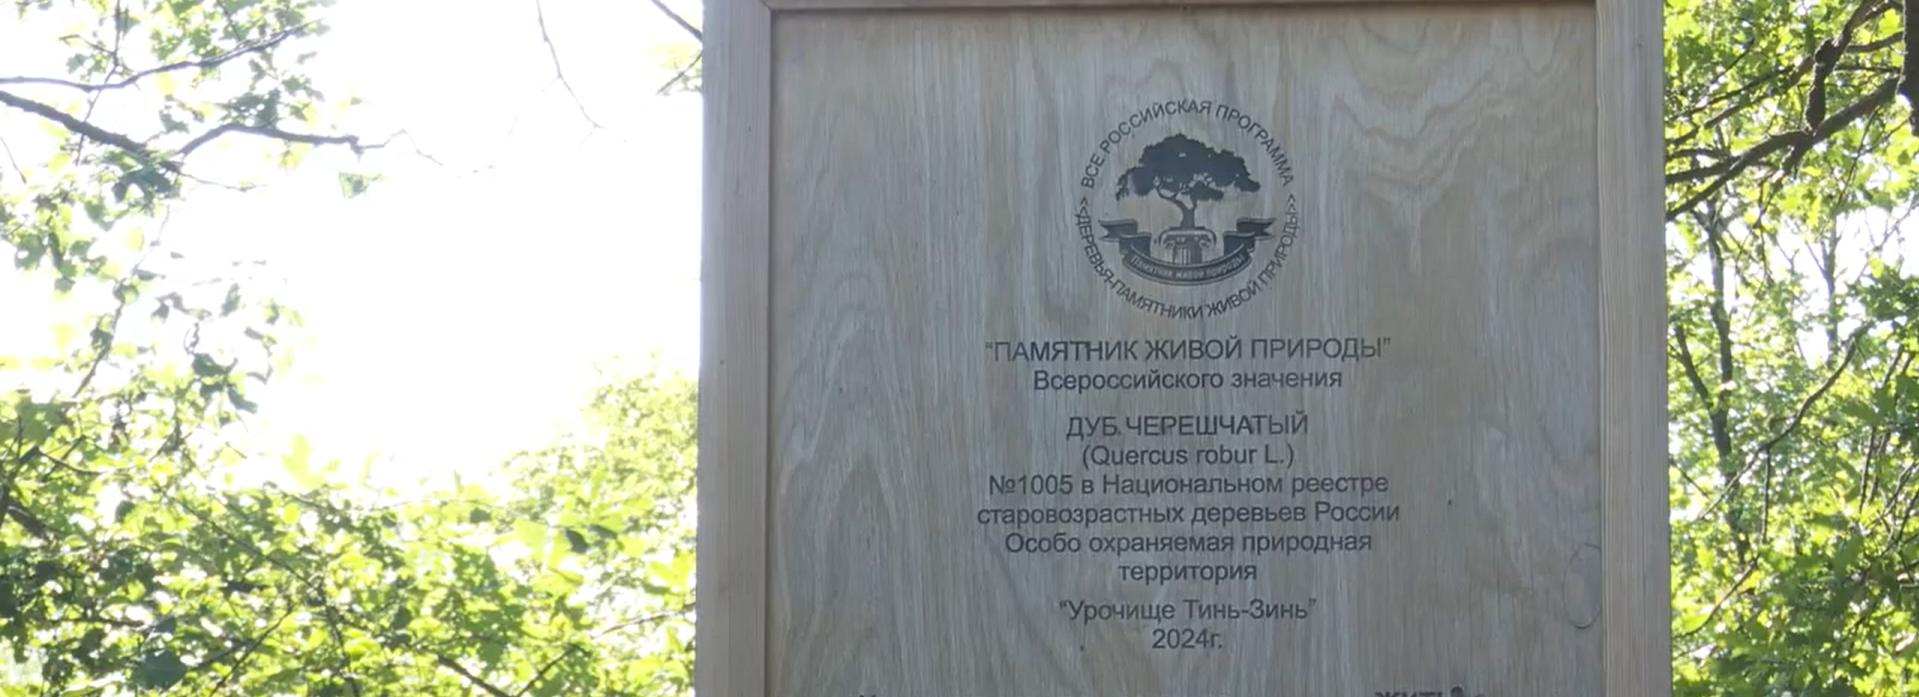 ВСЕРОССИЙСКАЯ ПРОГРАММА
«ДЕРЕВЬЯ-ПАМЯТНИКИ ЖИВОЙ ПРИРОДЫ»
Памятник живой природы
“ПАМЯТНИК ЖИВОЙ ПРИРОДЫ”
Всероссийского значения
ДУБ ЧЕРЕШЧАТЫЙ
(Quercus robur L.)
№1005 в Национальном реестре
старовозрастных деревьев России
Особо охраняемая природная
территория
“Урочище Тинь-Зинь”
2024г.